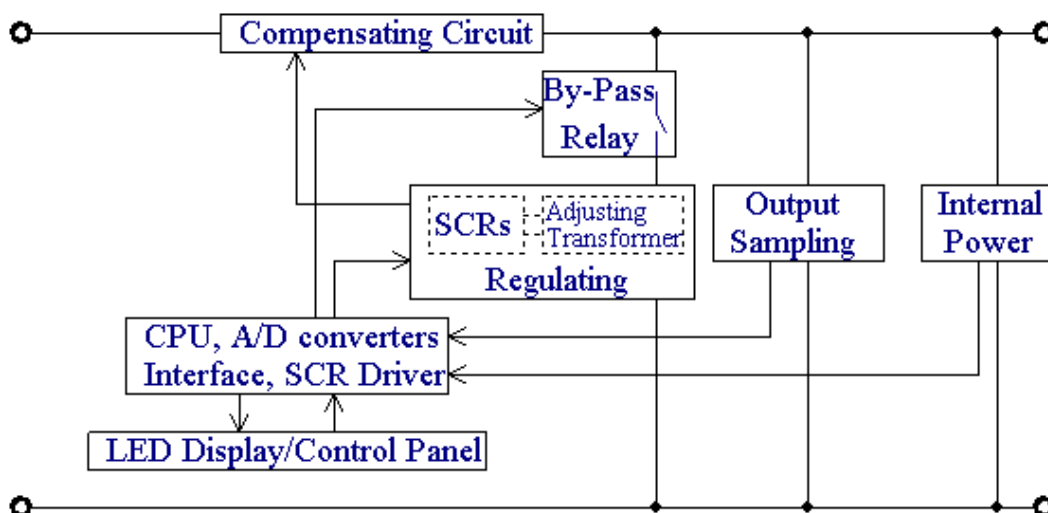 Compensating Circuit
By-Pass
Relay
SCRs
Adjusting
Transformer
Regulating
Output
Sampling
Internal
Power
CPU, A/D converters
Interface, SCR Driver
LED Display/Control Panel